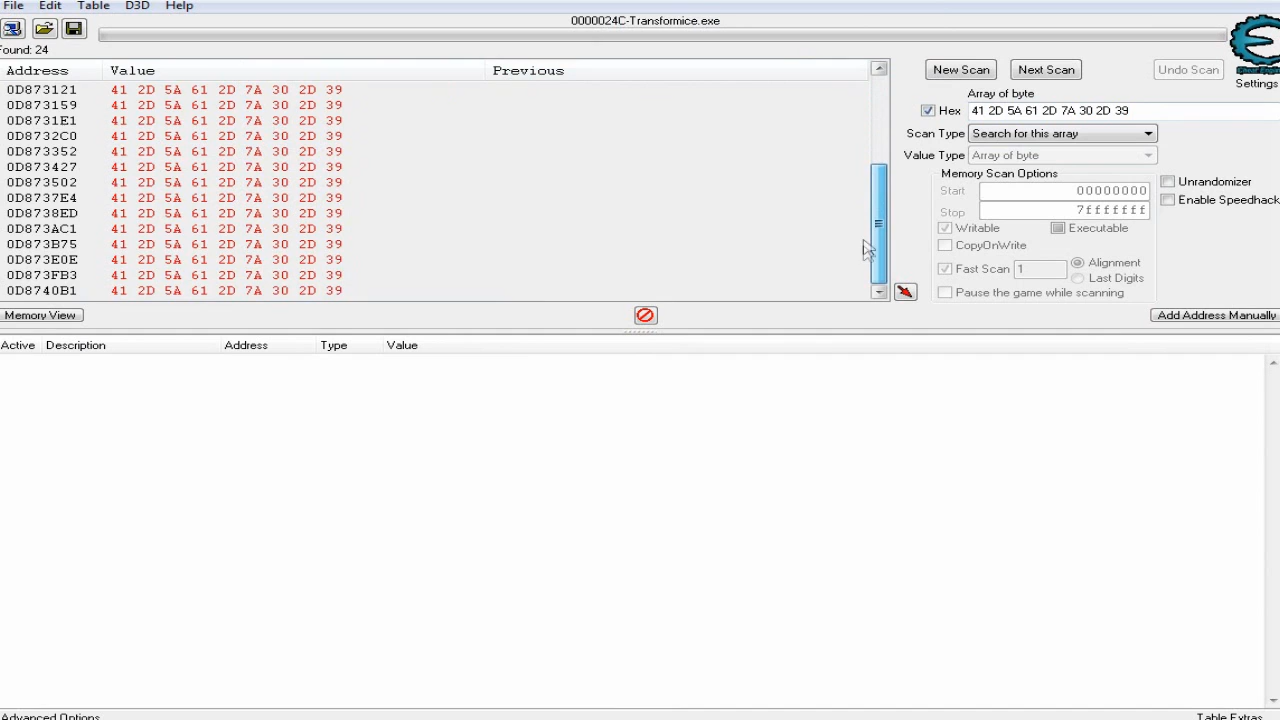 File Edit Table D3D Help
0000024C-Transformice.exe
Found: 24
Address Value Previous
0D873121 41 2D 5A 61 2D 7A 30 2D 39
0D873159 41 2D 5A 61 2D 7A 30 2D 39
0D8731E1 41 2D 5A 61 2D 7A 30 2D 39
0D8732C0 41 2D 5A 61 2D 7A 30 2D 39
0D873352 41 2D 5A 61 2D 7A 30 2D 39
0D873427 41 2D 5A 61 2D 7A 30 2D 39
0D873502 41 2D 5A 61 2D 7A 30 2D 39
0D8737E4 41 2D 5A 61 2D 7A 30 2D 39
0D8738ED 41 2D 5A 61 2D 7A 30 2D 39
0D873AC1 41 2D 5A 61 2D 7A 30 2D 39
0D873B75 41 2D 5A 61 2D 7A 30 2D 39
0D873E0E 41 2D 5A 61 2D 7A 30 2D 39
0D873FB3 41 2D 5A 61 2D 7A 30 2D 39
0D8740B1 41 2D 5A 61 2D 7A 30 2D 39
New Scan Next Scan Undo Scan
Settings
Array of byte
Hex 41 2D 5A 61 2D 7A 30 2D 39
Scan Type Search for this array
Value Type Array of byte
Memory Scan Options
Start 00000000
Stop 7fffffff
Writable Executable
CopyOnWrite
Fast Scan 1 Alignment
Last Digits
Pause the game while scanning
Unrandomizer
Enable Speedhack
Memory View
Add Address Manually
Active Description Address Type Value
Advanced Options
Table Extras